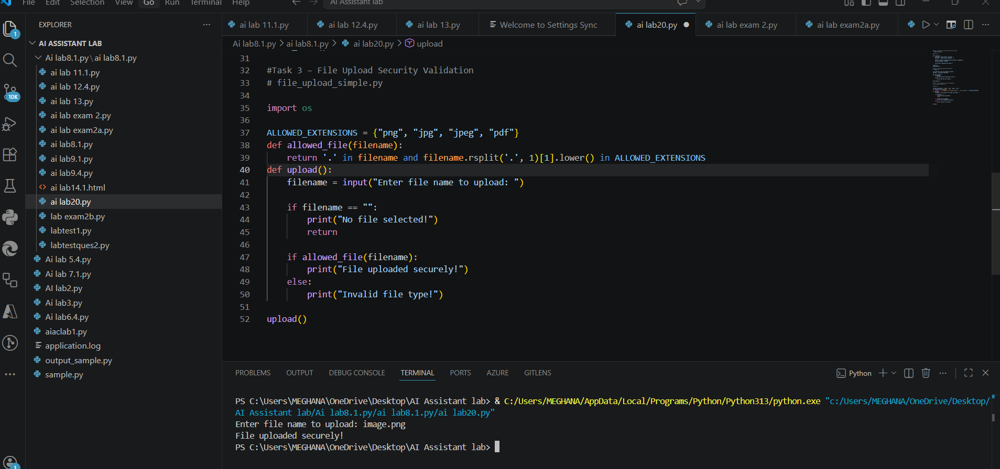 File Edit Selection View Go Run Terminal Help
AI Assistant lab
EXPLORER
ai lab 11.1.py
ai lab 12.4.py
ai lab 13.py
Welcome to Settings Sync
ai lab20.py
ai lab exam 2.py
ai lab exam2a.py
1
10K
1
AI ASSISTANT LAB
Ai lab8.1.py\ai lab8.1.py
ai lab 11.1.py
ai lab 12.4.py
ai lab 13.py
ai lab exam 2.py
ai lab exam2a.py
ai lab8.1.py
ai lab9.1.py
ai lab9.4.py
ai lab14.1.html
ai lab20.py
lab exam2b.py
labtest1.py
labtestques2.py
Ai lab 5.4.py
Ai lab 7.1.py
AI lab2.py
Ai lab3.py
Ai lab6.4.py
aiaclab1.py
application.log
output_sample.py
sample.py
Ai lab8.1.py > ai lab8.1.py > ai lab20.py > upload
31
32 #Task 3 – File Upload Security Validation
33 # file_upload_simple.py
34
35 import os
36
37 ALLOWED_EXTENSIONS = {"png", "jpg", "jpeg", "pdf"}
38 def allowed_file(filename):
39 return '.' in filename and filename.rsplit('.', 1)[1].lower() in ALLOWED_EXTENSIONS
40 def upload():
41 filename = input("Enter file name to upload: ")
42
43 if filename == "":
44 print("No file selected!")
45 return
46
47 if allowed_file(filename):
48 print("File uploaded securely!")
49 else:
50 print("Invalid file type!")
51
52 upload()
PROBLEMS OUTPUT DEBUG CONSOLE TERMINAL PORTS AZURE GITLENS
Python
PS C:\Users\MEGHANA\OneDrive\Desktop\AI Assistant lab> & C:/Users/MEGHANA/AppData/Local/Programs/Python/Python313/python.exe "c:/Users/MEGHANA/OneDrive/Desktop/
AI Assistant lab/Ai lab8.1.py/ai lab8.1.py/ai lab20.py"
Enter file name to upload: image.png
File uploaded securely!
PS C:\Users\MEGHANA\OneDrive\Desktop\AI Assistant lab>